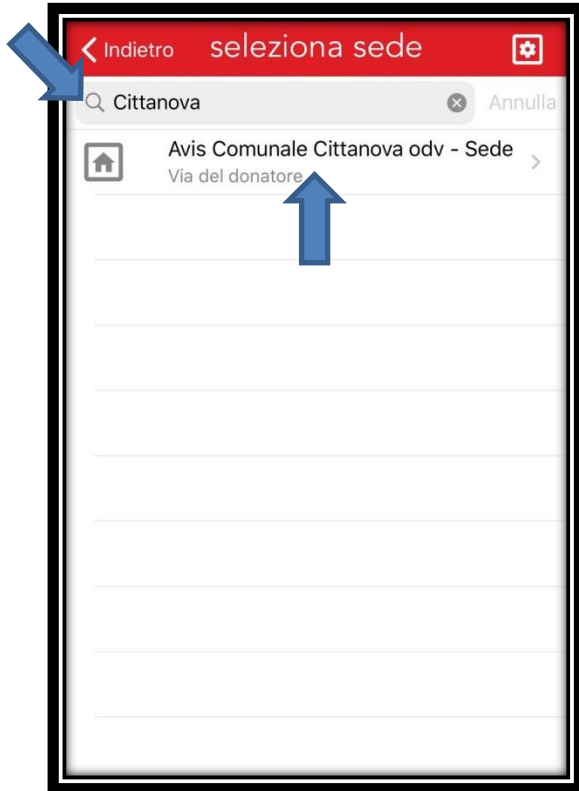 Indietro seleziona sede
Cittanova Annulla
Avis Comunale Cittanova odv - Sede
Via del donatore